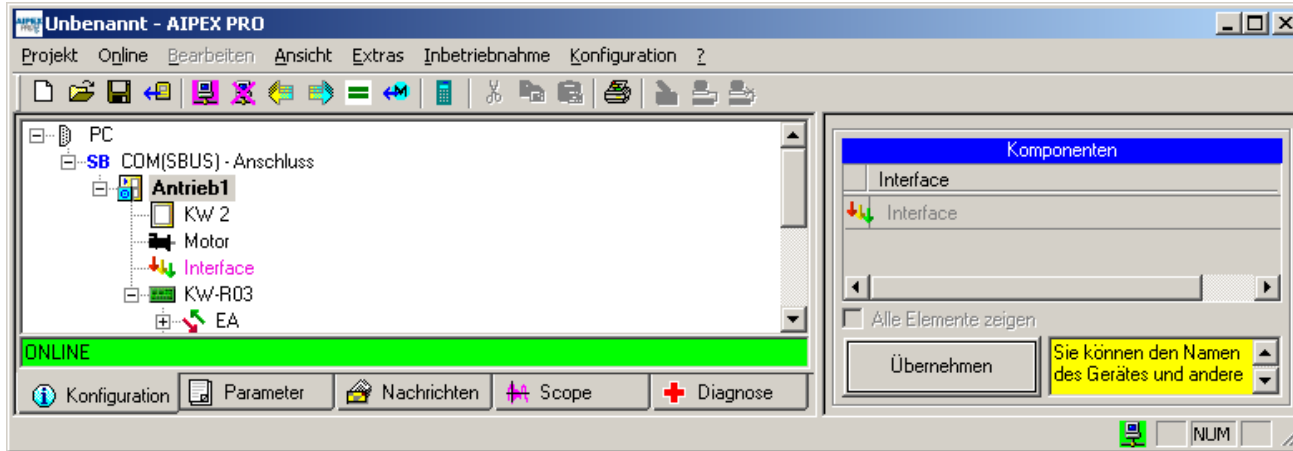 Unbenannt - AIPEX PRO
Projekt Online Bearbeiten Ansicht Extras Inbetriebnahme Konfiguration ?
PC
SB COM(SBUS) - Anschluss
Antrieb1
KW 2
Motor
Interface
KW-R03
EA
ONLINE
Konfiguration Parameter Nachrichten Scope Diagnose
Komponenten
Interface
Interface
Alle Elemente zeigen
Übernehmen
Sie können den Namen
des Gerätes und andere
NUM